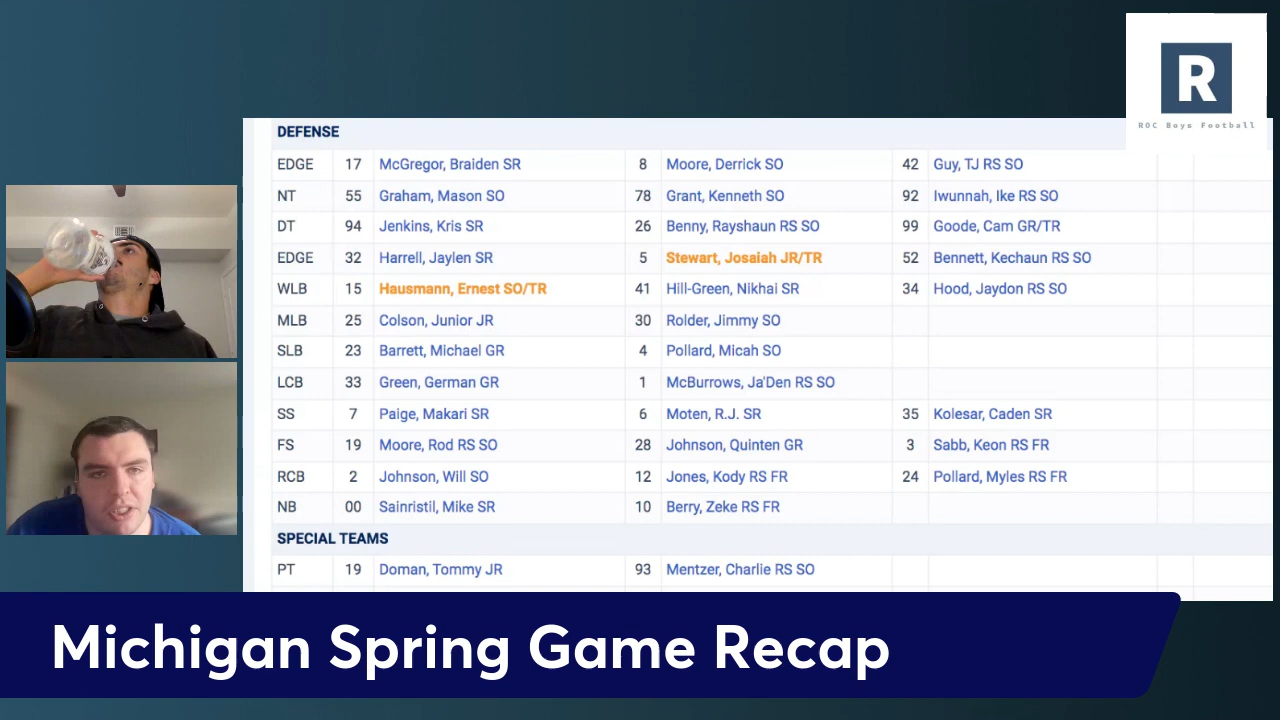 R
ROC Boys Football
DEFENSE
EDGE 17 McGregor, Braiden SR 8 Moore, Derrick SO 42 Guy, TJ RS SO
NT 55 Graham, Mason SO 78 Grant, Kenneth SO 92 Iwunnah, Ike RS SO
DT 94 Jenkins, Kris SR 26 Benny, Rayshaun RS SO 99 Goode, Cam GR/TR
EDGE 32 Harrell, Jaylen SR 5 Stewart, Josaiah JR/TR 52 Bennett, Kechaun RS SO
WLB 15 Hausmann, Ernest SO/TR 41 Hill-Green, Nikhai SR 34 Hood, Jaydon RS SO
MLB 25 Colson, Junior JR 30 Rolder, Jimmy SO
SLB 23 Barrett, Michael GR 4 Pollard, Micah SO
LCB 33 Green, German GR 1 McBurrows, Ja'Den RS SO
SS 7 Paige, Makari SR 6 Moten, R.J. SR 35 Kolesar, Caden SR
FS 19 Moore, Rod RS SO 28 Johnson, Quinten GR 3 Sabb, Keon RS FR
RCB 2 Johnson, Will SO 12 Jones, Kody RS FR 24 Pollard, Myles RS FR
NB 00 Sainristil, Mike SR 10 Berry, Zeke RS FR
SPECIAL TEAMS
PT 19 Doman, Tommy JR 93 Mentzer, Charlie RS SO
Michigan Spring Game Recap